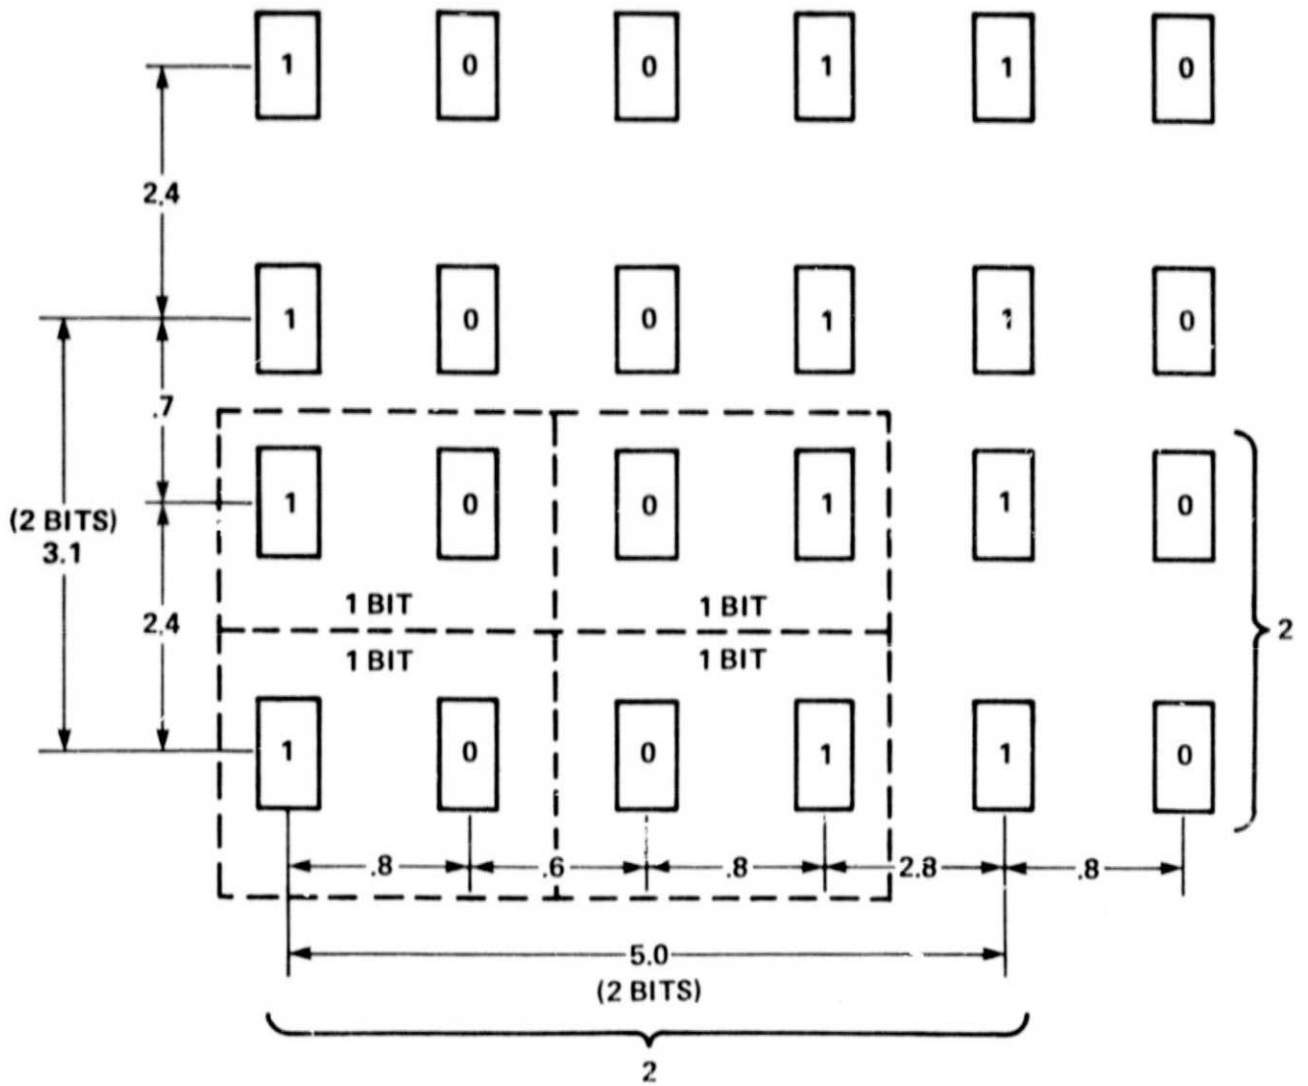 1 0 0 1 1 0
2.4
1 0 0 1 1 0
.7
1 0 0 1 1 0
(2 BITS)
3.1
1 BIT 1 BIT
2.4
2
1 BIT 1 BIT
1 0 0 1 1 0
.8 .6 .8 2.8 .8
5.0
(2 BITS)
2